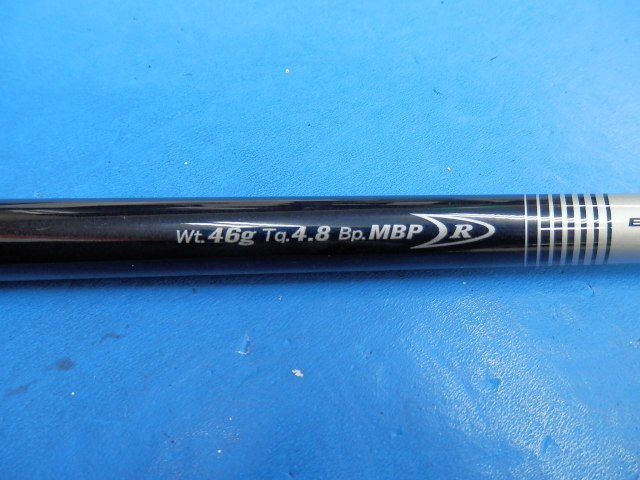 Wt. 46g Tq. 4.8 Bp. MBP R